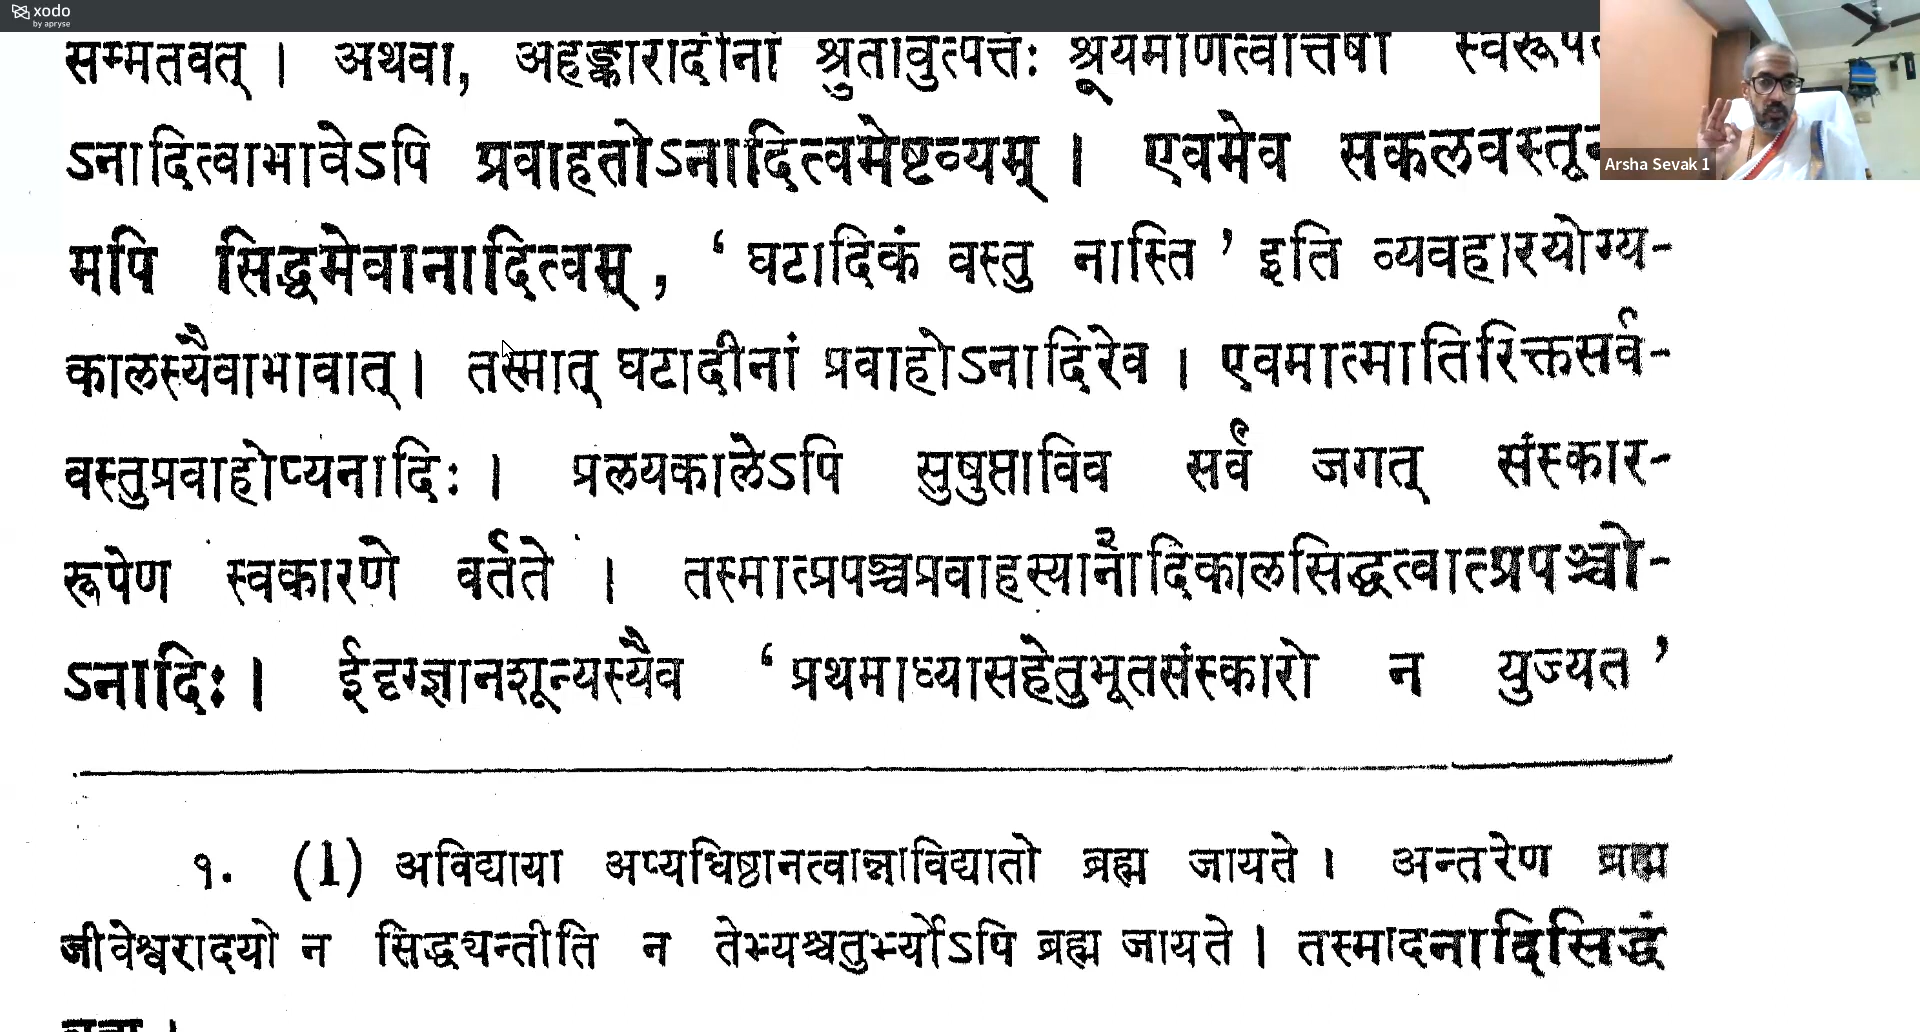 xodo
by apryse
सम्मतवत् । अथवा, अहङ्कारादीनां श्रुतावुत्पत्तेः श्रूयमाणत्वात्तेषां
ऽनादित्वाभावेऽपि प्रवाहतोऽनादित्वमेष्टव्यम् । एवमेव
Arsha Sevak 1
मपि सिद्धमेवानादित्वम्, ‘ घटादिकं वस्तु नास्ति ’ इति व्यवहारयोग्य-
कालस्यैवाभावात् । तस्मात् घटादीनां प्रवाहोऽनादिरेव । एवमात्मातिरिक्तसर्व-
वस्तुप्रवाहोप्यनादिः । प्रलयकालेऽपि सुषुप्ताविव सर्वं जगत् संस्कार-
रूपेण स्वकारणे वर्तते । तस्मात्प्रपञ्चप्रवाहस्यानादिकालसिद्धत्वात्प्रपञ्चो-
ऽनादिः । ईदृग्ज्ञानशून्यस्यैव ‘ प्रथमाध्यासहेतुभूतसंस्कारो न युज्यत ’
१. (1) अविद्याया अप्यधिष्ठानत्वान्नाविद्यातो ब्रह्म जायते । अन्तरेण ब्रह्म
जीवेश्वरादयो न सिद्ध्यन्तीति न तेभ्यश्चतुर्भ्योऽपि ब्रह्म जायते । तस्मादनादिसिद्धं